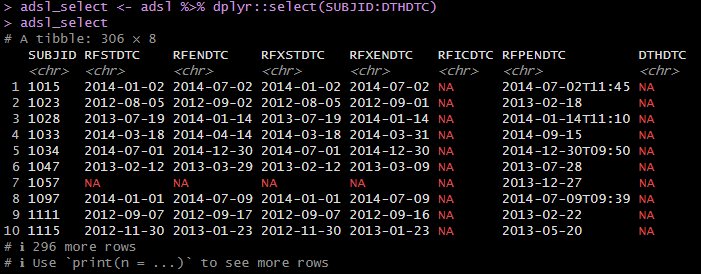 > adsl_select <- adsl %>% dplyr::select(SUBJID:DTHDTC)
> adsl_select
# A tibble: 306 × 8
SUBJID RFSTDTC RFENDTC RFXSTDTC RFXENDTC RFICDTC RFPENDTC DTHDTC
<chr> <chr> <chr> <chr> <chr> <chr> <chr> <chr>
1 1015 2014-01-02 2014-07-02 2014-01-02 2014-07-02 NA 2014-07-02T11:45 NA
2 1023 2012-08-05 2012-09-02 2012-08-05 2012-09-01 NA 2013-02-18 NA
3 1028 2013-07-19 2014-01-14 2013-07-19 2014-01-14 NA 2014-01-14T11:10 NA
4 1033 2014-03-18 2014-04-14 2014-03-18 2014-03-31 NA 2014-09-15 NA
5 1034 2014-07-01 2014-12-30 2014-07-01 2014-12-30 NA 2014-12-30T09:50 NA
6 1047 2013-02-12 2013-03-29 2013-02-12 2013-03-09 NA 2013-07-28 NA
7 1057 NA NA NA NA NA 2013-12-27 NA
8 1097 2014-01-01 2014-07-09 2014-01-01 2014-07-09 NA 2014-07-09T09:39 NA
9 1111 2012-09-07 2012-09-17 2012-09-07 2012-09-16 NA 2013-02-22 NA
10 1115 2012-11-30 2013-01-23 2012-11-30 2013-01-23 NA 2013-05-20 NA
# ℹ 296 more rows
# ℹ Use `print(n = ...)` to see more rows